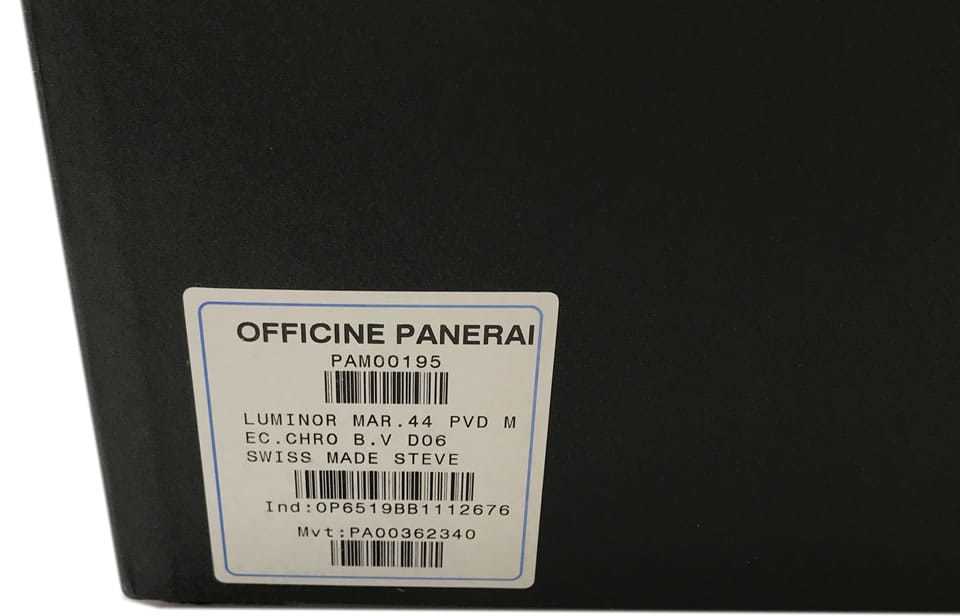 OFFICINE PANERAI
PAM00195
LUMINOR MAR.44 PVD M
EC.CHRO B.V D06
SWISS MADE STEVE
Ind:OP6519BB1112676
Mvt:PA00362340